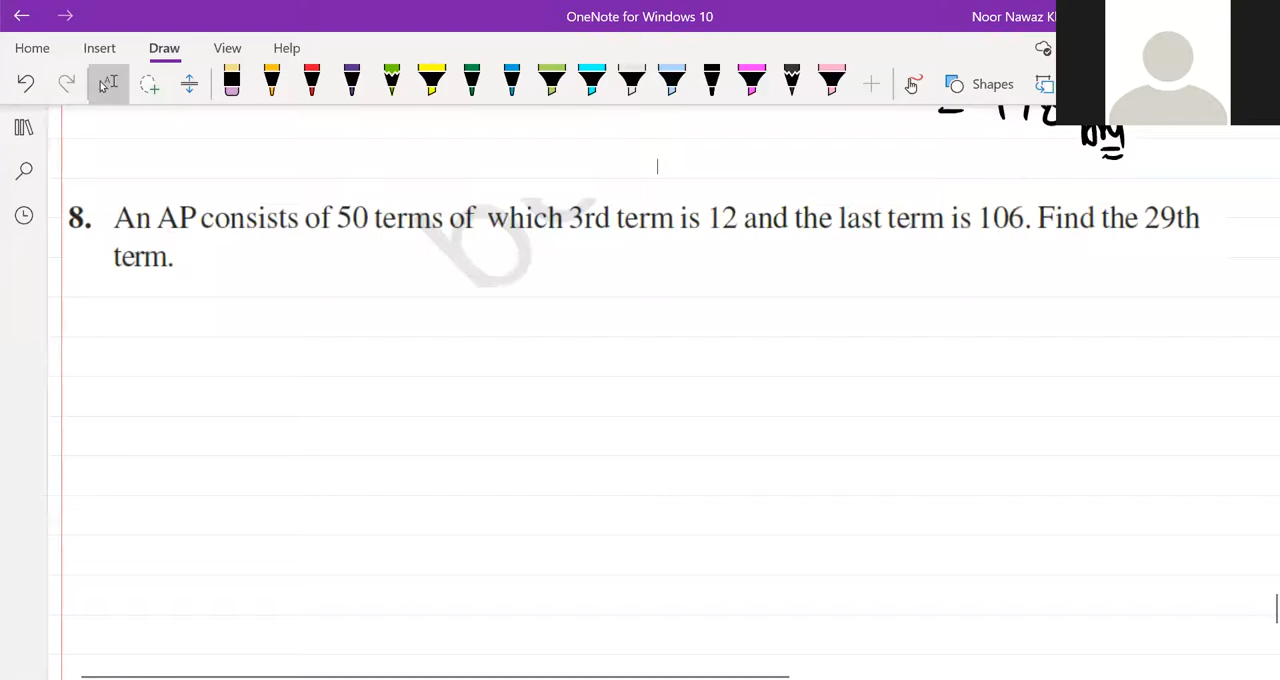 OneNote for Windows 10
Noor Nawaz
Home Insert Draw View Help
Shapes
8. An AP consists of 50 terms of which 3rd term is 12 and the last term is 106. Find the 29th
term.